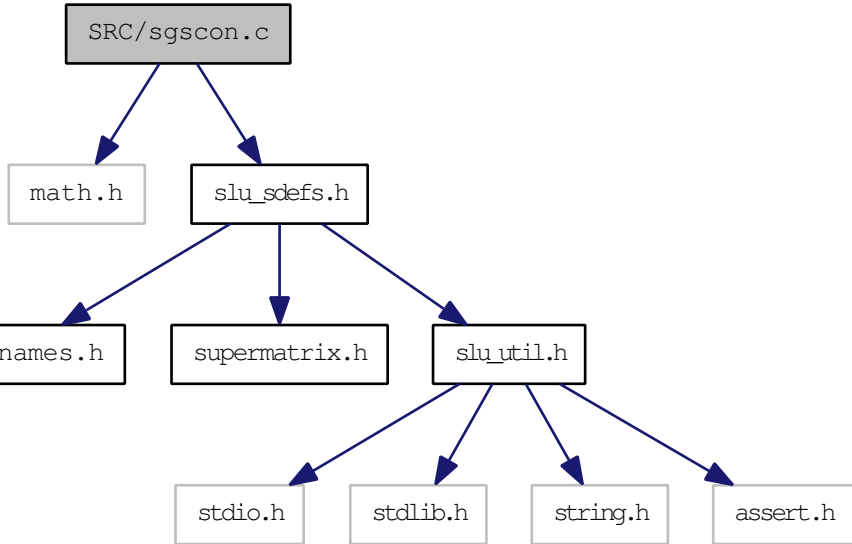 SRC/sgscon.c
math.h
slu_sdefs.h
names.h
supermatrix.h
slu_util.h
stdio.h
stdlib.h
string.h
assert.h